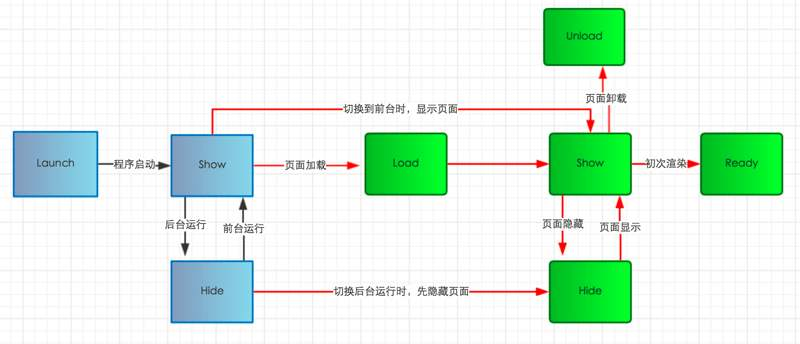 Unload
页面卸载
切换到前台时，显示页面
Launch
程序启动
Show
页面加载
Load
Show
初次渲染
Ready
后台运行
前台运行
页面隐藏
页面显示
Hide
切换后台运行时，先隐藏页面
Hide